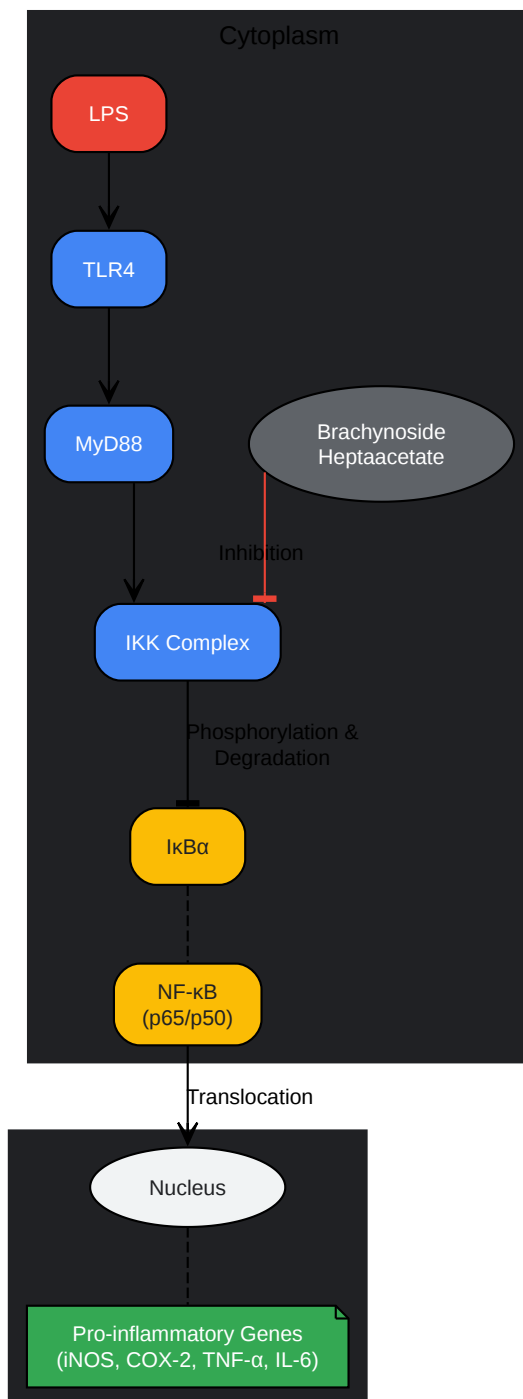 Cytoplasm
LPS
TLR4
MyD88
Brachynoside
Heptaacetate
Inhibition
IKK Complex
Phosphorylation &
Degradation
IκBα
NF-κB
(p65/p50)
Translocation
Nucleus
Pro-inflammatory Genes
(iNOS, COX-2, TNF-α, IL-6)